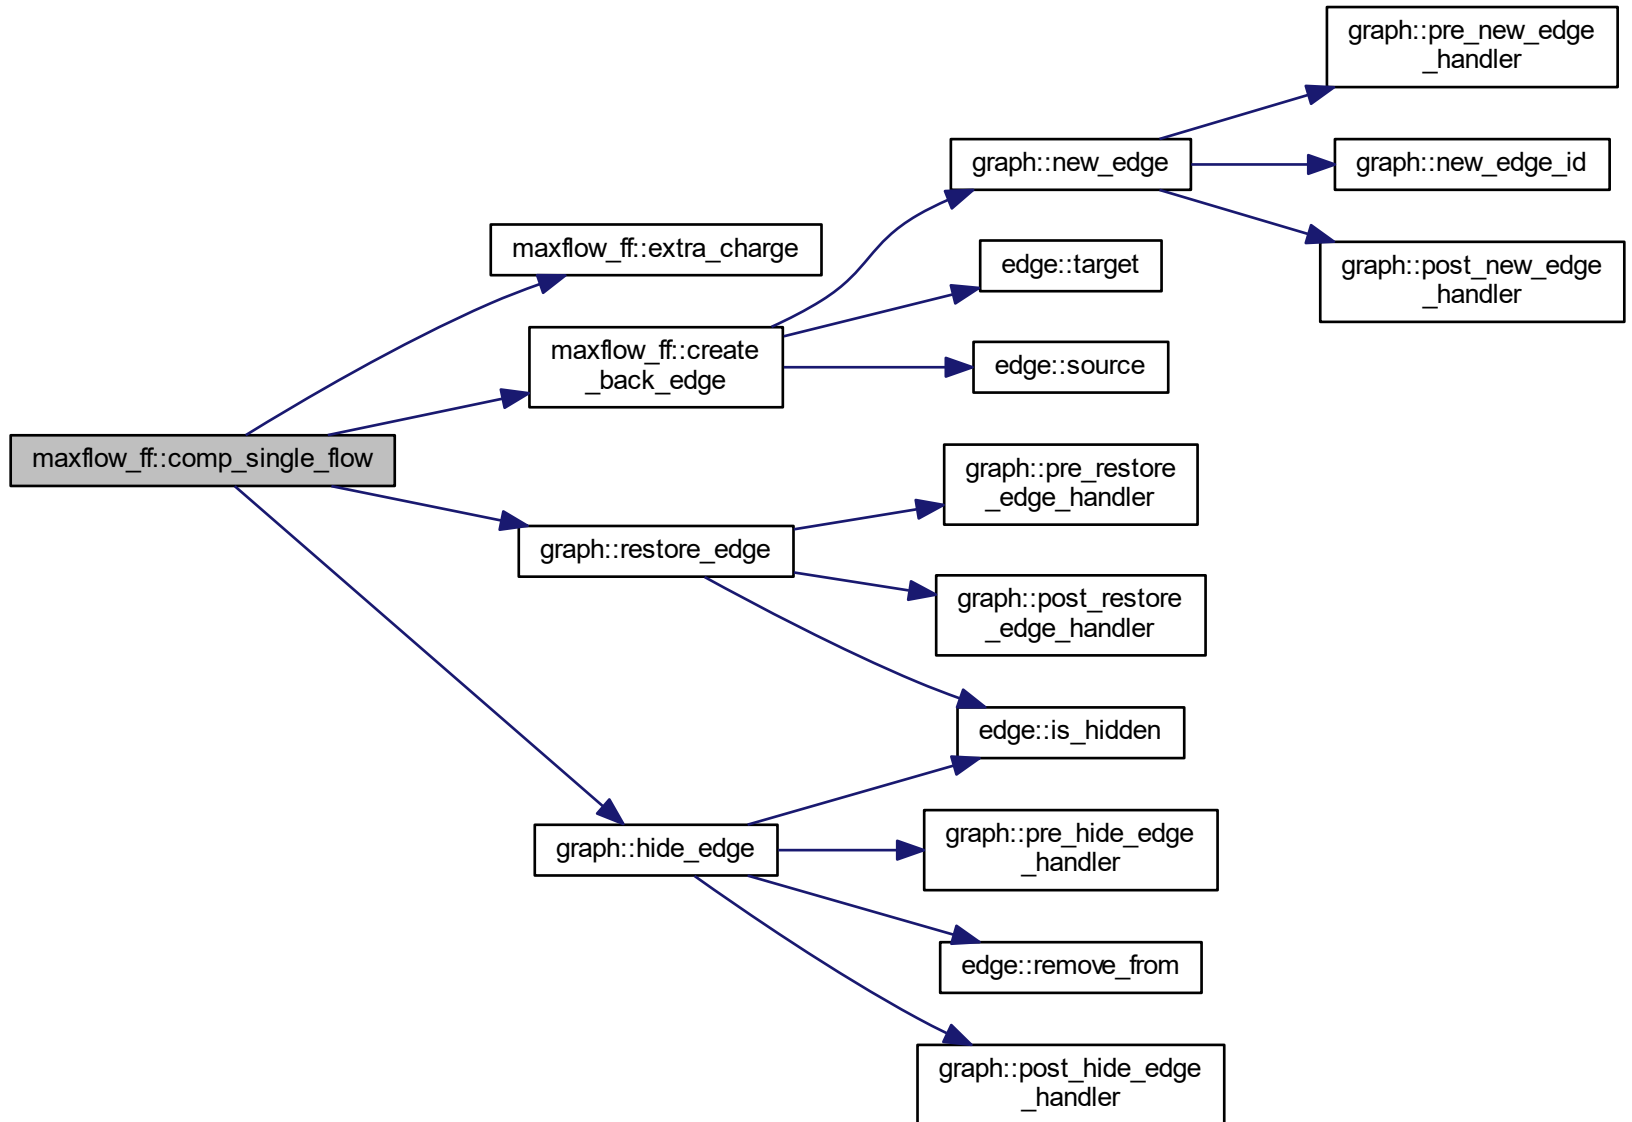 graph::pre_new_edge
_handler
graph::new_edge
graph::new_edge_id
maxflow_ff::extra_charge
edge::target
graph::post_new_edge
_handler
maxflow_ff::create
_back_edge
edge::source
maxflow_ff::comp_single_flow
graph::pre_restore
_edge_handler
graph::restore_edge
graph::post_restore
_edge_handler
edge::is_hidden
graph::hide_edge
graph::pre_hide_edge
_handler
edge::remove_from
graph::post_hide_edge
_handler